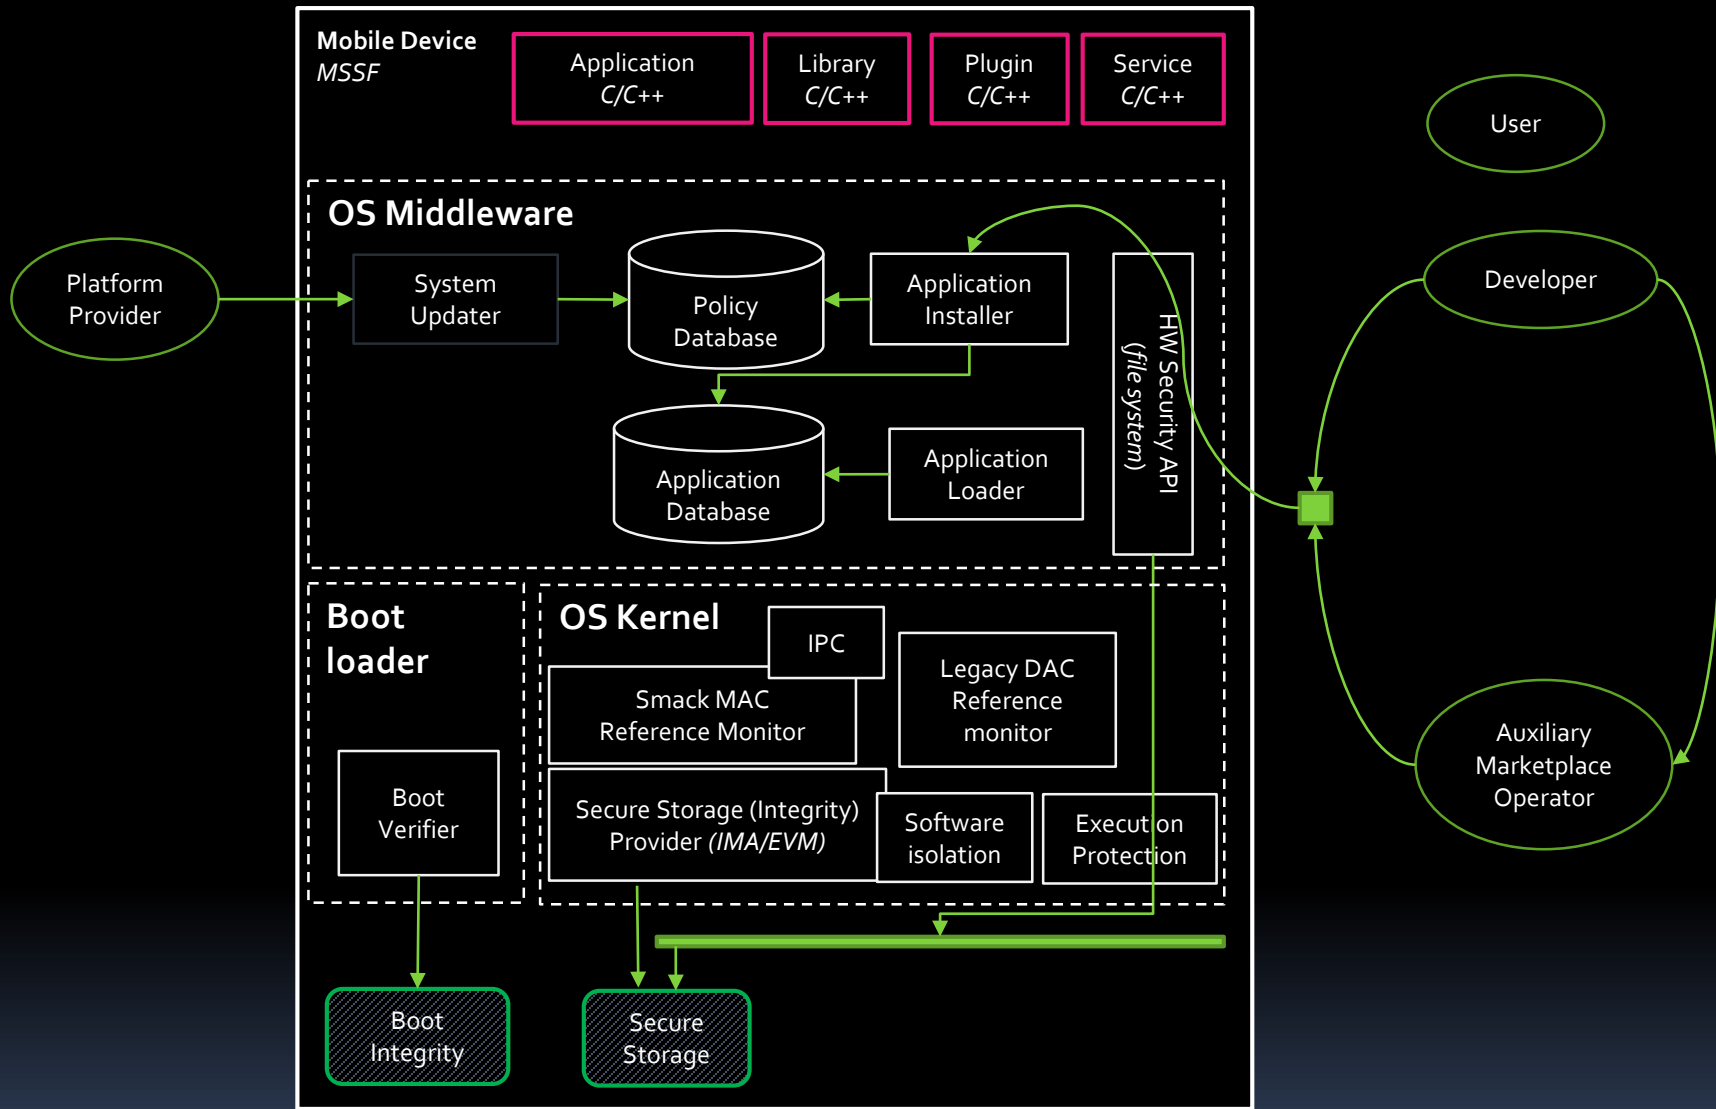 Mobile Device
MSSF
Application
C/C++
Library
C/C++
Plugin
C/C++
Service
C/C++
User
OS Middleware
Platform
Provider
System
Updater
Policy
Database
Application
Installer
HW Security API
(file system)
Developer
Application
Database
Application
Loader
Boot
loader
OS Kernel
IPC
Smack MAC
Reference Monitor
Legacy DAC
Reference
monitor
Auxiliary
Marketplace
Operator
Boot
Verifier
Secure Storage (Integrity)
Provider (IMA/EVM)
Software
isolation
Execution
Protection
Boot
Integrity
Secure
Storage